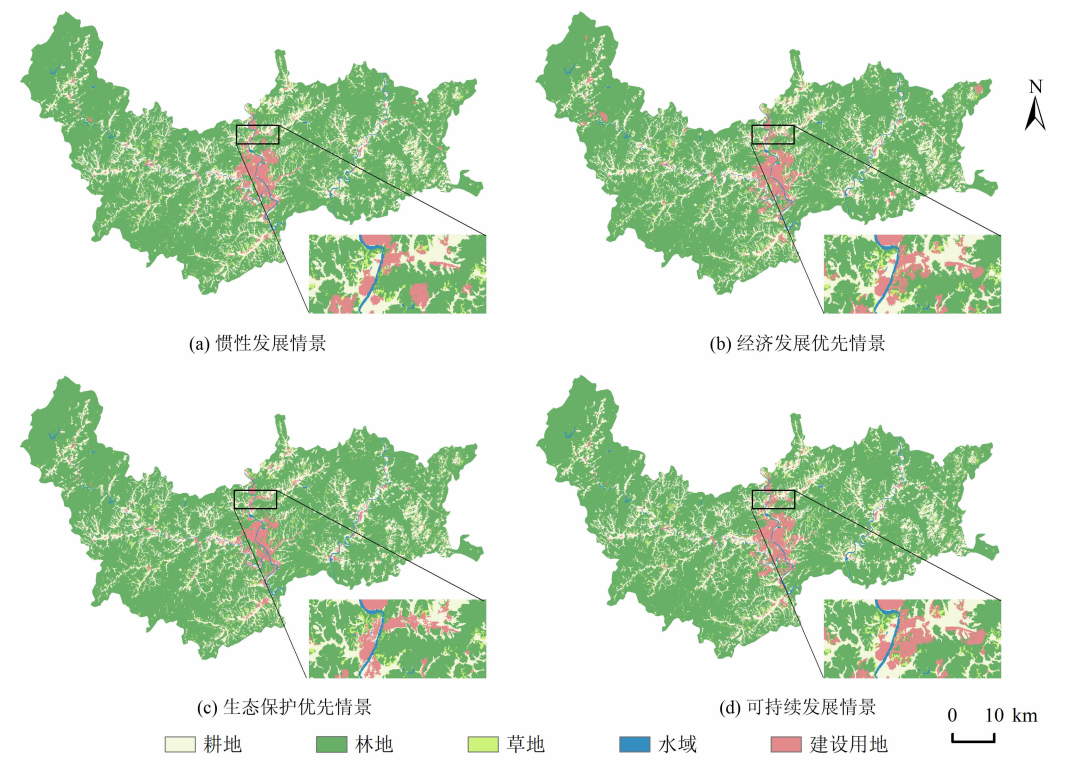 N
(a) 惯性发展情景
(b) 经济发展优先情景
(c) 生态保护优先情景
(d) 可持续发展情景
0 10 km
耕地 林地 草地 水域 建设用地